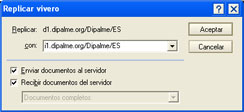 Replicar vivero
Replicar: d1.dipalme.org/Dipalme/ES
con: i1.dipalme.org/Dipalme/ES
Aceptar
Cancelar
Enviar documentos al servidor
Recibir documentos del servidor
Documentos completos